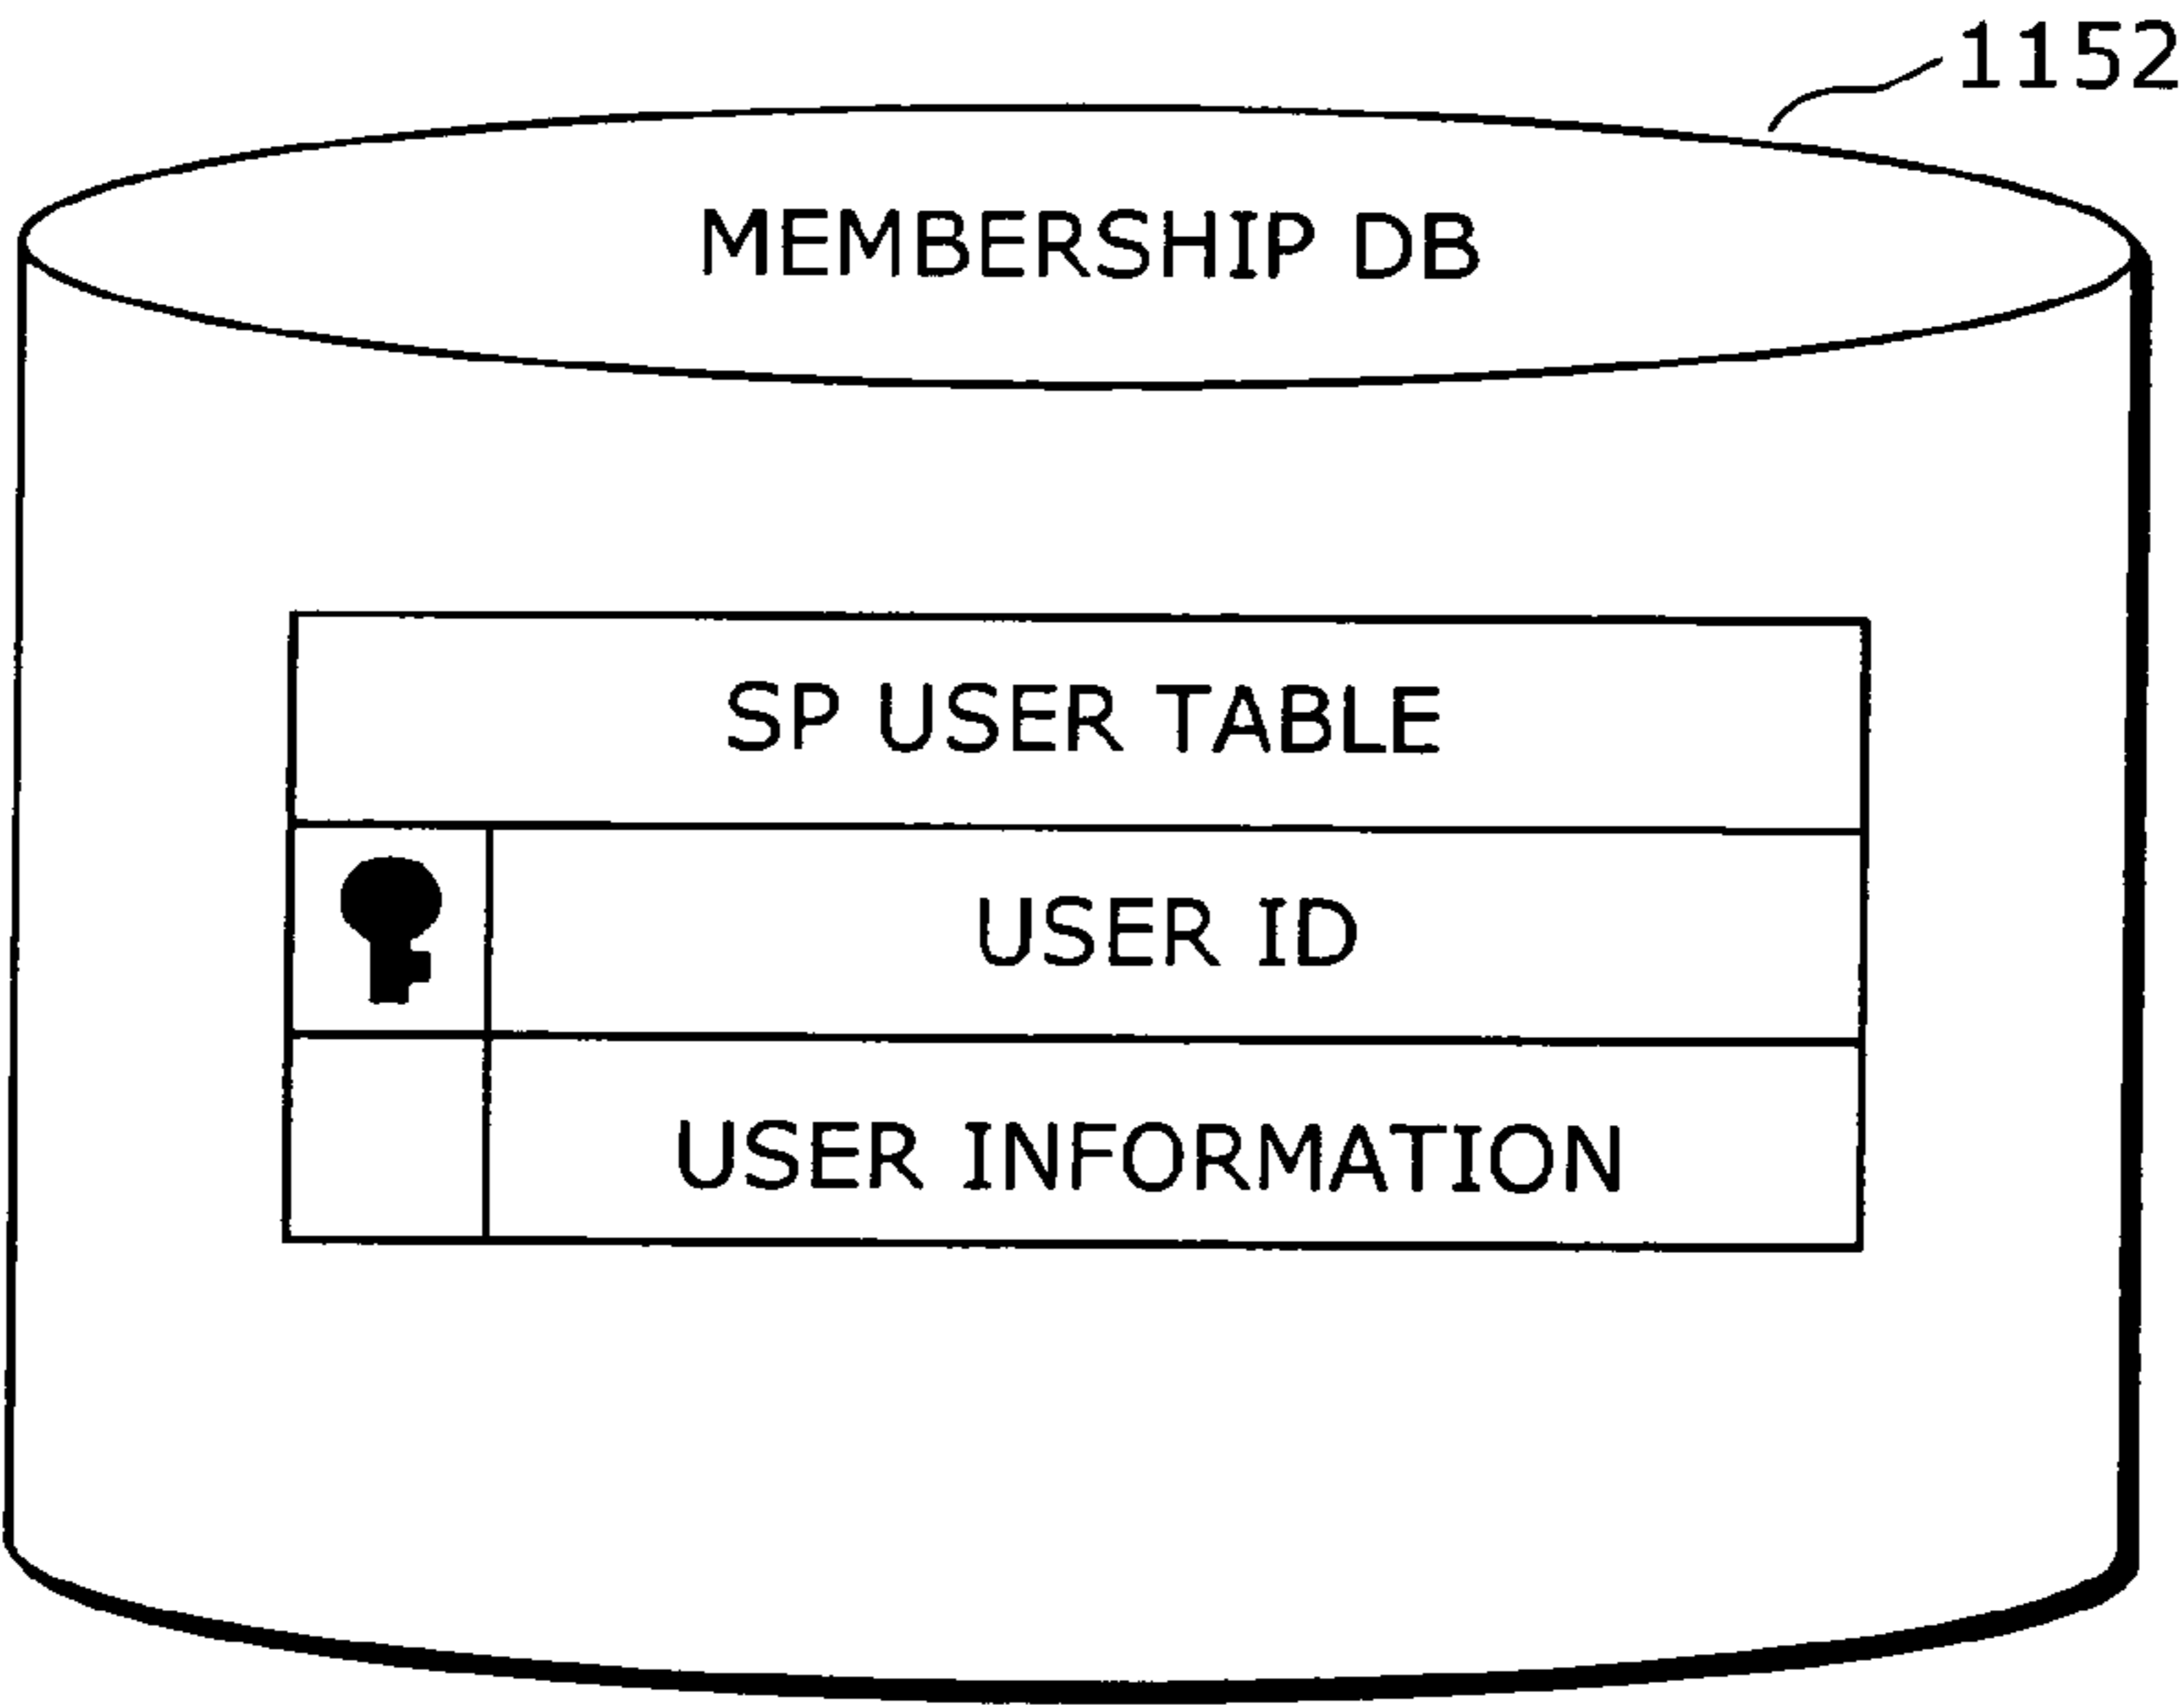 1152
MEMBERSHIP DB
SP USER TABLE
USER ID
USER INFORMATION